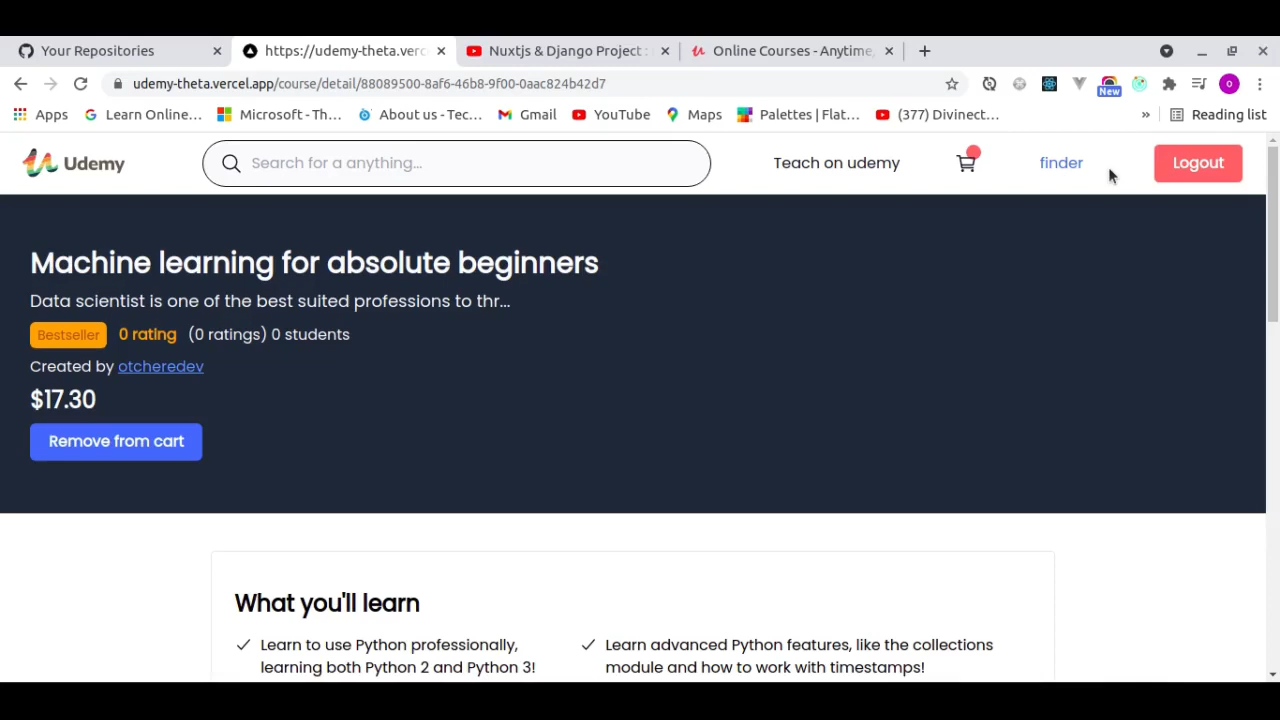 Your Repositories
https://udemy-theta.verc
Nuxtjs & Django Project :
Online Courses - Anytime,
udemy-theta.vercel.app/course/detail/88089500-8af6-46b8-9f00-0aac824b42d7
New
o
Apps
Learn Online...
Microsoft - Th...
About us - Tec...
Gmail
YouTube
Maps
Palettes | Flat...
(377) Divinect...
»
Reading list
Udemy
Search for a anything...
Teach on udemy
finder
Logout
Machine learning for absolute beginners
Data scientist is one of the best suited professions to thr...
Bestseller 0 rating (0 ratings) 0 students
Created by otcheredev
$17.30
Remove from cart
What you'll learn
Learn to use Python professionally,
learning both Python 2 and Python 3!
Learn advanced Python features, like the collections
module and how to work with timestamps!